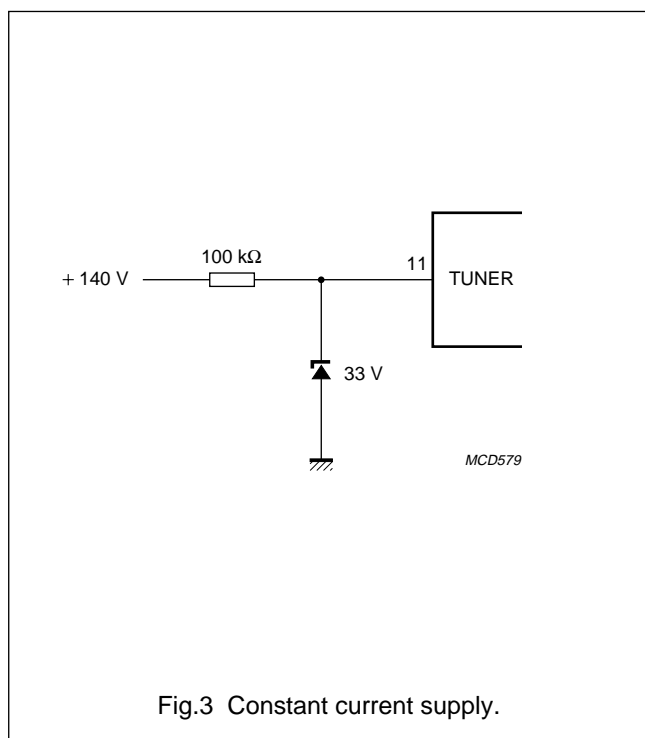 100 kΩ
+ 140 V
11
TUNER
33 V
MCD579
Fig.3 Constant current supply.